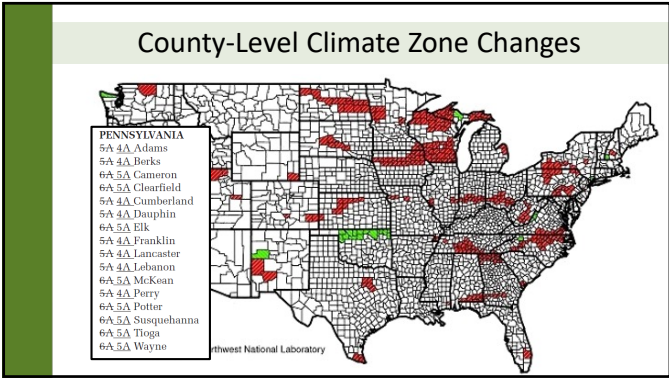 County-Level Climate Zone Changes
PENNSYLVANIA
5A 4A Adams
5A 4A Berks
6A 5A Cameron
6A 5A Clearfield
5A 4A Cumberland
5A 4A Dauphin
6A 5A Elk
5A 4A Franklin
5A 4A Lancaster
5A 4A Lebanon
6A 5A McKean
5A 4A Perry
6A 5A Potter
6A 5A Susquehanna
6A 5A Tioga
6A 5A Wayne
rthwest National Laboratory